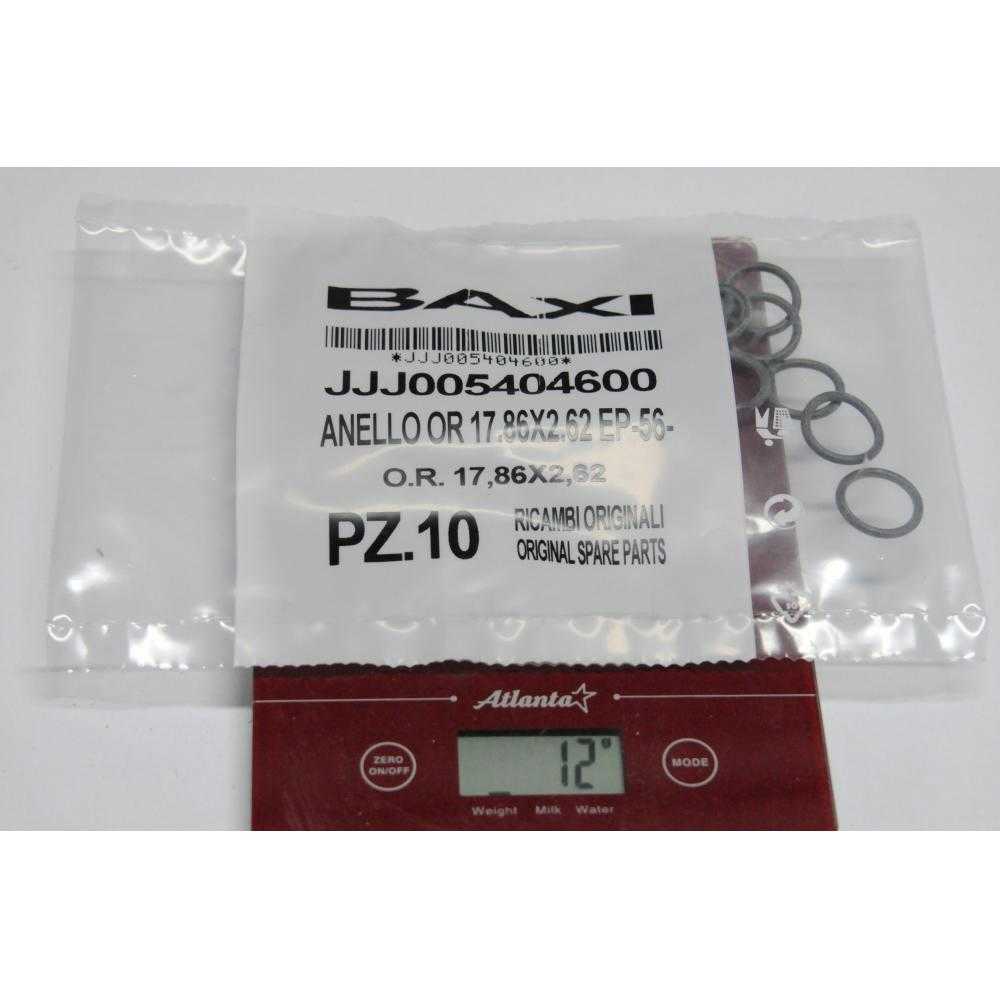 BAXI
*JJJ005404600*
JJJ005404600
ANELLO OR 17.86X2.62 EP-56-
O.R. 17,86X2,62
PZ.10
RICAMBI ORIGINALI
ORIGINAL SPARE PARTS
Atlanta
ZERO
ON/OFF
12g
MODE
Weight Milk Water